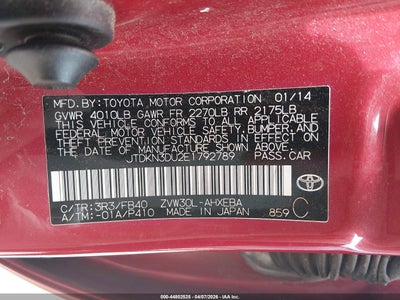 MFD. BY: TOYOTA MOTOR CORPORATION 01/14
GVWR 4010LB GAWR FR 2270LB RR 2175LB
THIS VEHICLE CONFORMS TO ALL APPLICABLE
FEDERAL MOTOR VEHICLE SAFETY, BUMPER, AND
THEFT PREVENTION STANDARDS IN EFFECT ON
THE DATE OF MANUFACTURE SHOWN ABOVE.
JTDKN3DU2E1792789 PASS.CAR
C/TR:3R3/FB40 ZVW30L-AHXEBA
A/TM:-01A/P410 MADE IN JAPAN 859 C
TOYOTA
000-44802525 04/07/2026 - IAAI